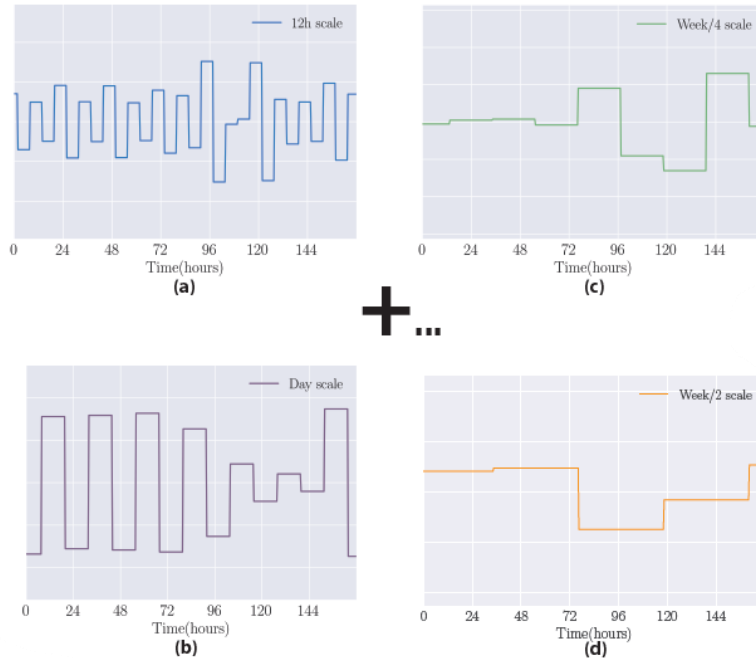 12h scale
0 24 48 72 96 120 144
Time(hours)
(a)
Week/4 scale
0 24 48 72 96 120 144
Time(hours)
(c)
+...
Day scale
0 24 48 72 96 120 144
Time(hours)
(b)
Week/2 scale
0 24 48 72 96 120 144
Time(hours)
(d)